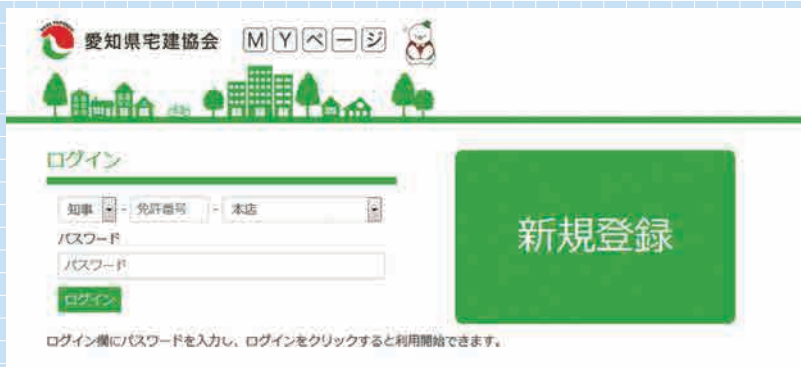 愛知県宅建協会 MYページ
ログイン
知事 - 免許番号 - 本店
パスワード
パスワード
ログイン
新規登録
ログイン欄にパスワードを入力し、ログインをクリックすると利用開始できます。